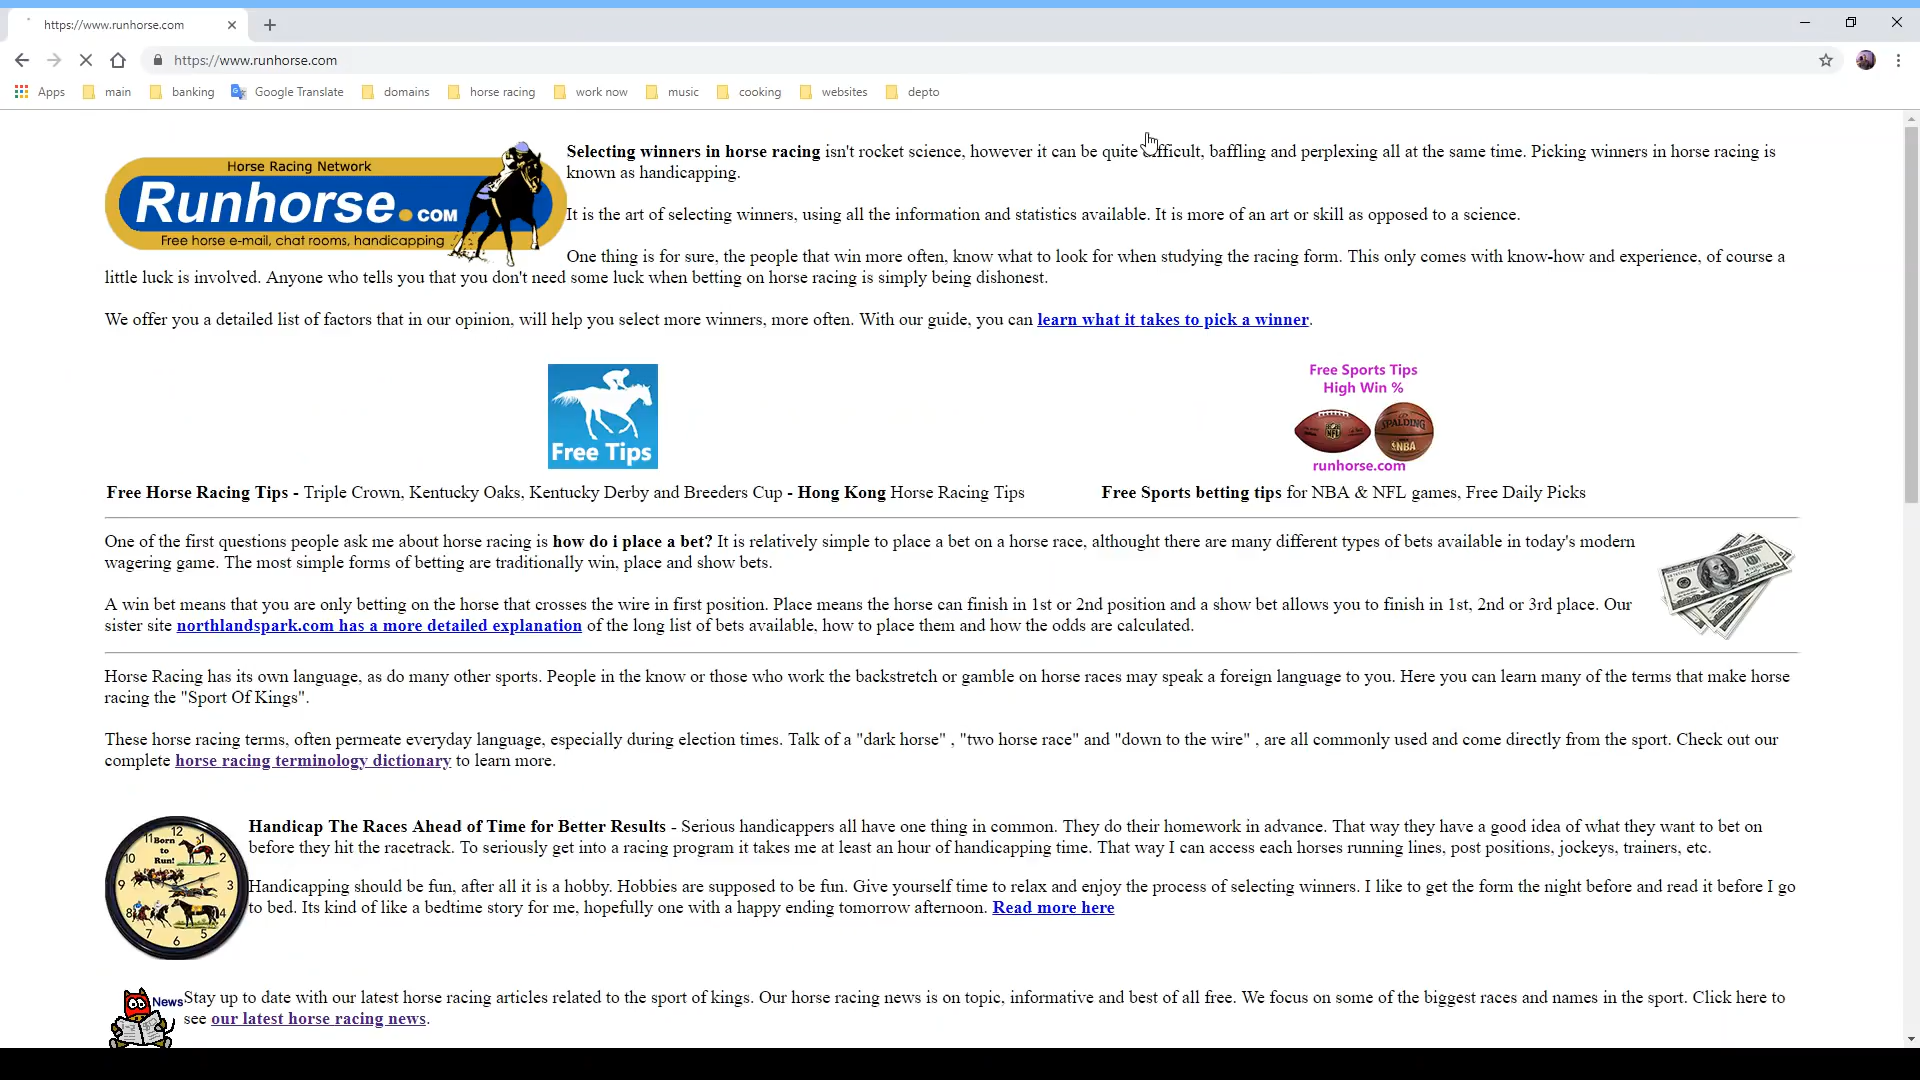 https://www.runhorse.com
https://www.runhorse.com
Apps main banking Google Translate domains horse racing work now music cooking websites depto
Horse Racing Network
Runhorse.COM
Free horse e-mail, chat rooms, handicapping
Selecting winners in horse racing isn't rocket science, however it can be quite difficult, baffling and perplexing all at the same time. Picking winners in horse racing is
known as handicapping.
It is the art of selecting winners, using all the information and statistics available. It is more of an art or skill as opposed to a science.
One thing is for sure, the people that win more often, know what to look for when studying the racing form. This only comes with know-how and experience, of course a
little luck is involved. Anyone who tells you that you don't need some luck when betting on horse racing is simply being dishonest.
We offer you a detailed list of factors that in our opinion, will help you select more winners, more often. With our guide, you can learn what it takes to pick a winner.
Free Tips
Free Sports Tips
High Win %
NFL
SPALDING
NBA
runhorse.com
Free Horse Racing Tips - Triple Crown, Kentucky Oaks, Kentucky Derby and Breeders Cup - Hong Kong Horse Racing Tips
Free Sports betting tips for NBA & NFL games, Free Daily Picks
One of the first questions people ask me about horse racing is how do i place a bet? It is relatively simple to place a bet on a horse race, althought there are many different types of bets available in today's modern
wagering game. The most simple forms of betting are traditionally win, place and show bets.
A win bet means that you are only betting on the horse that crosses the wire in first position. Place means the horse can finish in 1st or 2nd position and a show bet allows you to finish in 1st, 2nd or 3rd place. Our
sister site northlandspark.com has a more detailed explanation of the long list of bets available, how to place them and how the odds are calculated.
Horse Racing has its own language, as do many other sports. People in the know or those who work the backstretch or gamble on horse races may speak a foreign language to you. Here you can learn many of the terms that make horse
racing the "Sport Of Kings".
These horse racing terms, often permeate everyday language, especially during election times. Talk of a "dark horse" , "two horse race" and "down to the wire" , are all commonly used and come directly from the sport. Check out our
complete horse racing terminology dictionary to learn more.
Born
to
Run!
12
1
2
3
4
5
6
7
8
9
10
11
Handicap The Races Ahead of Time for Better Results - Serious handicappers all have one thing in common. They do their homework in advance. That way they have a good idea of what they want to bet on
before they hit the racetrack. To seriously get into a racing program it takes me at least an hour of handicapping time. That way I can access each horses running lines, post positions, jockeys, trainers, etc.
Handicapping should be fun, after all it is a hobby. Hobbies are supposed to be fun. Give yourself time to relax and enjoy the process of selecting winners. I like to get the form the night before and read it before I go
to bed. Its kind of like a bedtime story for me, hopefully one with a happy ending tomorrow afternoon. Read more here
News
Stay up to date with our latest horse racing articles related to the sport of kings. Our horse racing news is on topic, informative and best of all free. We focus on some of the biggest races and names in the sport. Click here to
see our latest horse racing news.